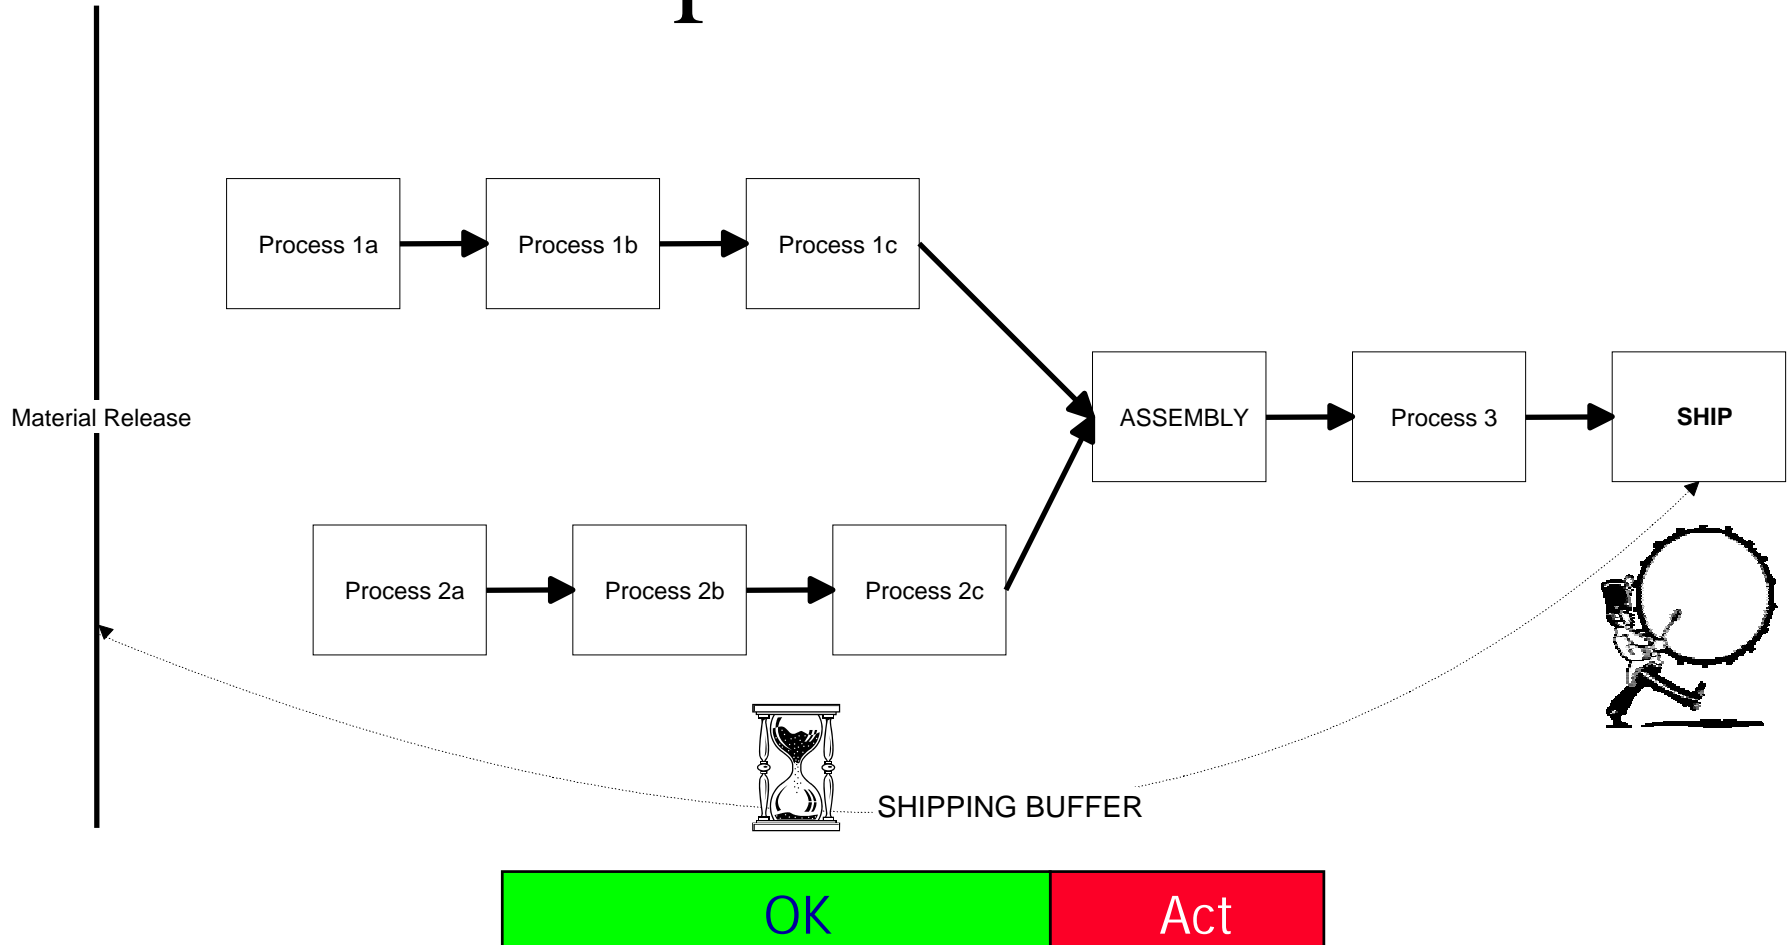 Process 1a
Process 1b
Process 1c
Material Release
ASSEMBLY
Process 3
SHIP
Process 2a
Process 2b
Process 2c
SHIPPING BUFFER
OK
Act